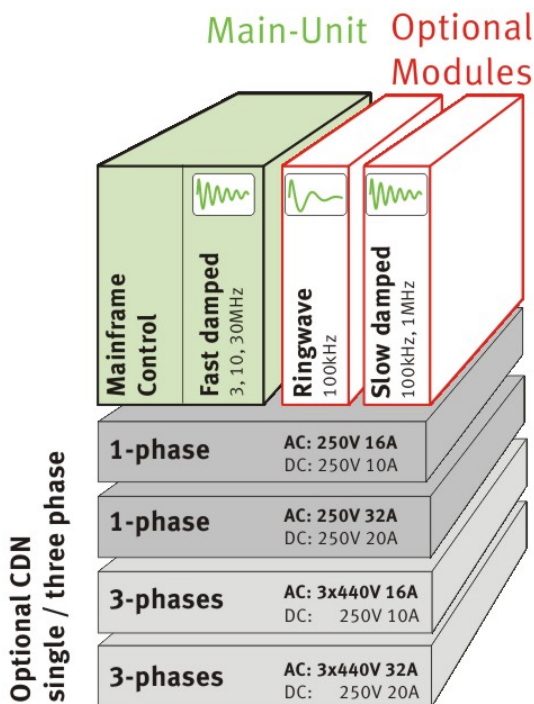 Main-Unit
Optional
Modules
Mainframe
Control
Fast damped
3, 10, 30MHz
Ringwave
100kHz
Slow damped
100kHz, 1MHz
Optional CDN
single / three phase
1-phase
AC: 250V 16A
DC: 250V 10A
1-phase
AC: 250V 32A
DC: 250V 20A
3-phases
AC: 3x440V 16A
DC: 250V 10A
3-phases
AC: 3x440V 32A
DC: 250V 20A